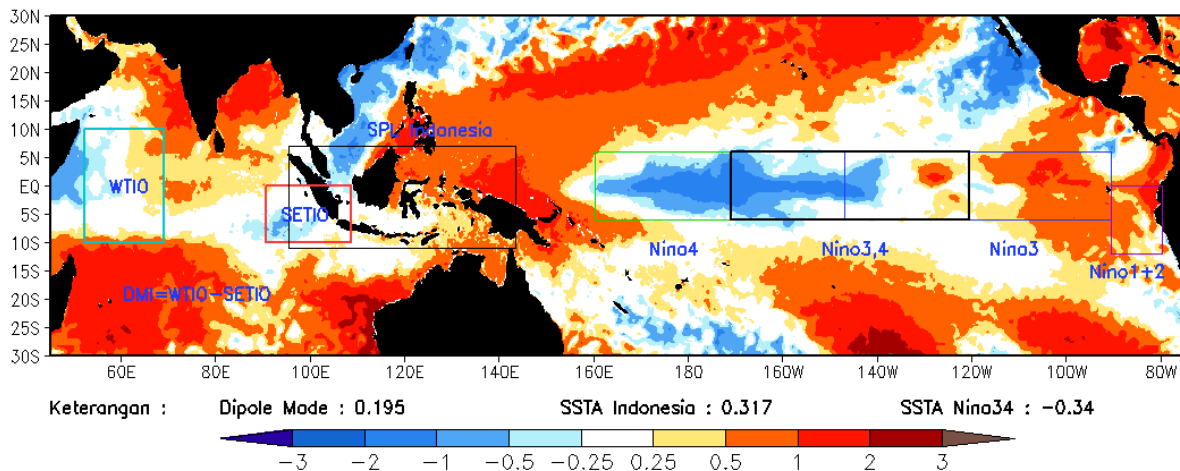 30N
25N
20N
15N
10N
5N
EQ
5S
10S
15S
20S
25S
30S
SPL Indonesia
WTIO
SETIO
Nina4
Nino3,4
Nina3
Nino1+2
DMI=WTIO-SETIO
60E 80E 100E 120E 140E 160E 180 160W 140W 120W 100W 80W
Keterangan : Dipole Mode : 0.195 SSTA Indonesia : 0.317 SSTA Nina34 : -0.34
-3 -2 -1 -0.5 -0.25 0.25 0.5 1 2 3